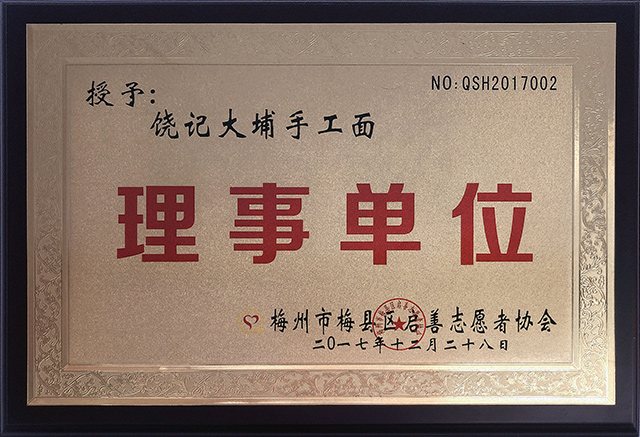 NO:QSH2017002
授予:
饶记大埔手工面
理事单位
梅州市梅县区启善志愿者协会
二〇一七年十二月二十八日